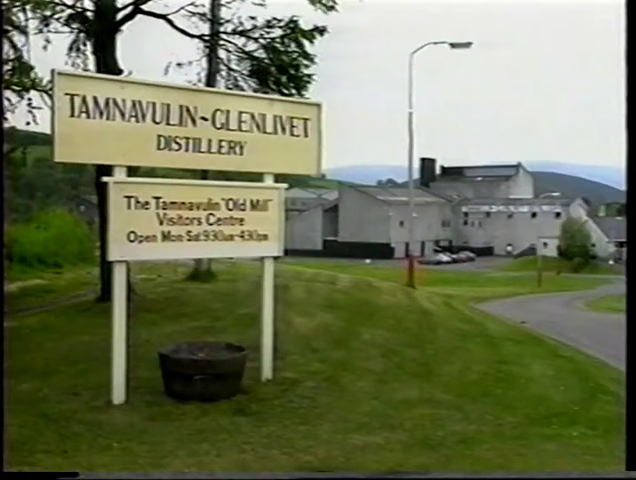 TAMNAVULIN~GLENLIVET
DISTILLERY
The Tamnavulin "Old Mill"
Visitors Centre
Open Mon-Sat 9.30am-4.30pm